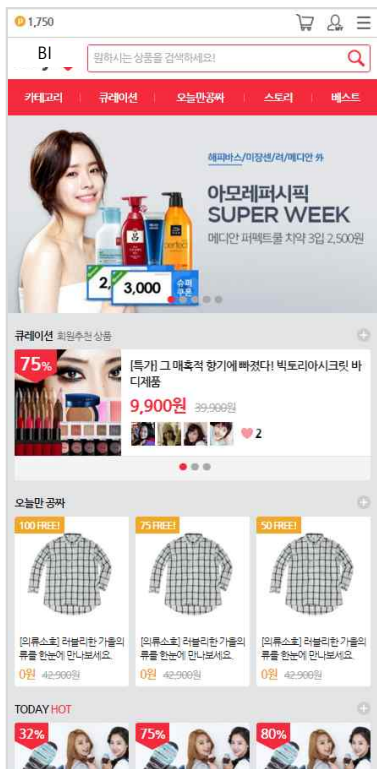 P 1,750
BI
원하시는 상품을 검색하세요!
카테고리 큐레이션 오늘만공짜 스토리 베스트
해피바스/미장센/려/메디안 外
아모레퍼시픽
SUPER WEEK
메디안 퍼펙트쿨 치약 3입 2,500원
perfect
2, 3,000 슈퍼
쿠폰
큐레이션 회원추천 상품
75%
[특가] 그 매혹적 향기에 빠졌다! 빅토리아시크릿 바
디제품
9,900원 39,900원
2
오늘만 공짜
100 FREE! 75 FREE! 50 FREE!
[의류소호] 러블리한 가을의 [의류소호] 러블리한 가을의 [의류소호] 러블리한 가을의
류를 한눈에 만나보세요. 류를 한눈에 만나보세요. 류를 한눈에 만나보세요.
0원 42,900원 0원 42,900원 0원 42,900원
TODAY HOT
32% 75% 80%